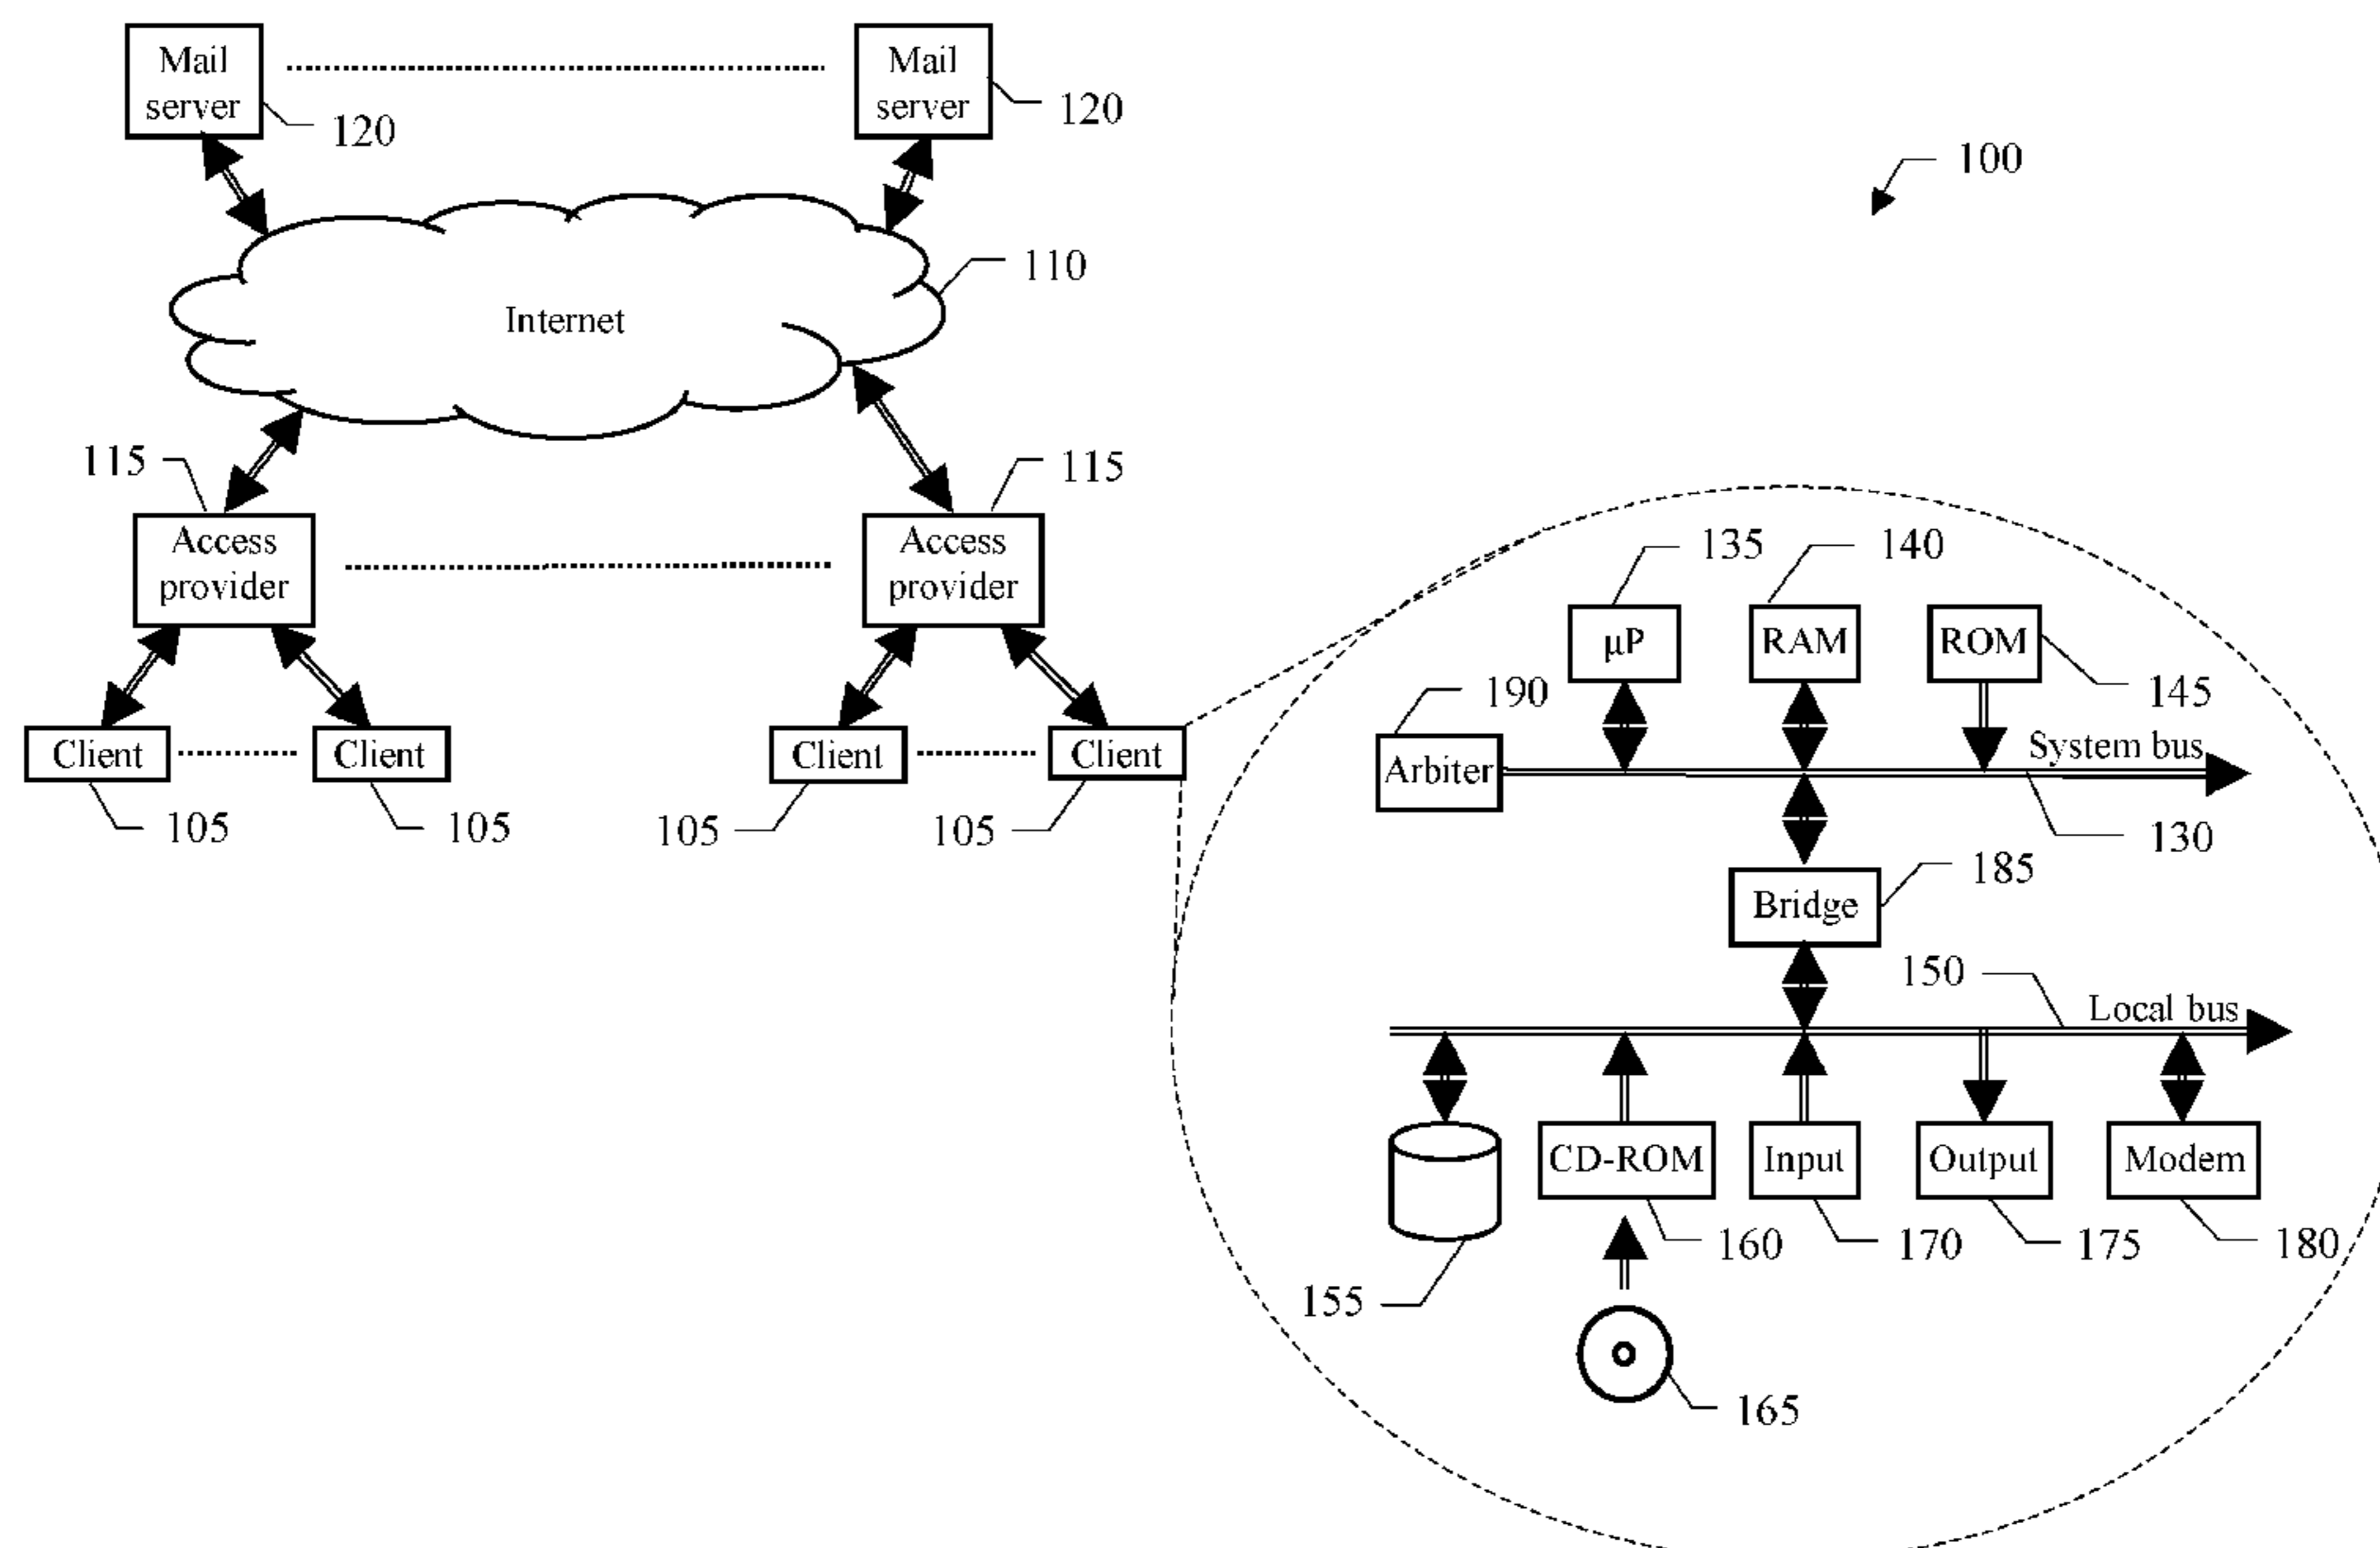 Mail
server
120
Mail
server
120
100
110
Internet
115
Access
provider
115
Access
provider
Client
105
Client
105
Client
105
Client
105
135
140
μP
RAM
ROM
145
190
Arbiter
System bus
130
185
Bridge
150
Local bus
CD-ROM
Input
Output
Modem
155
160
170
175
180
165